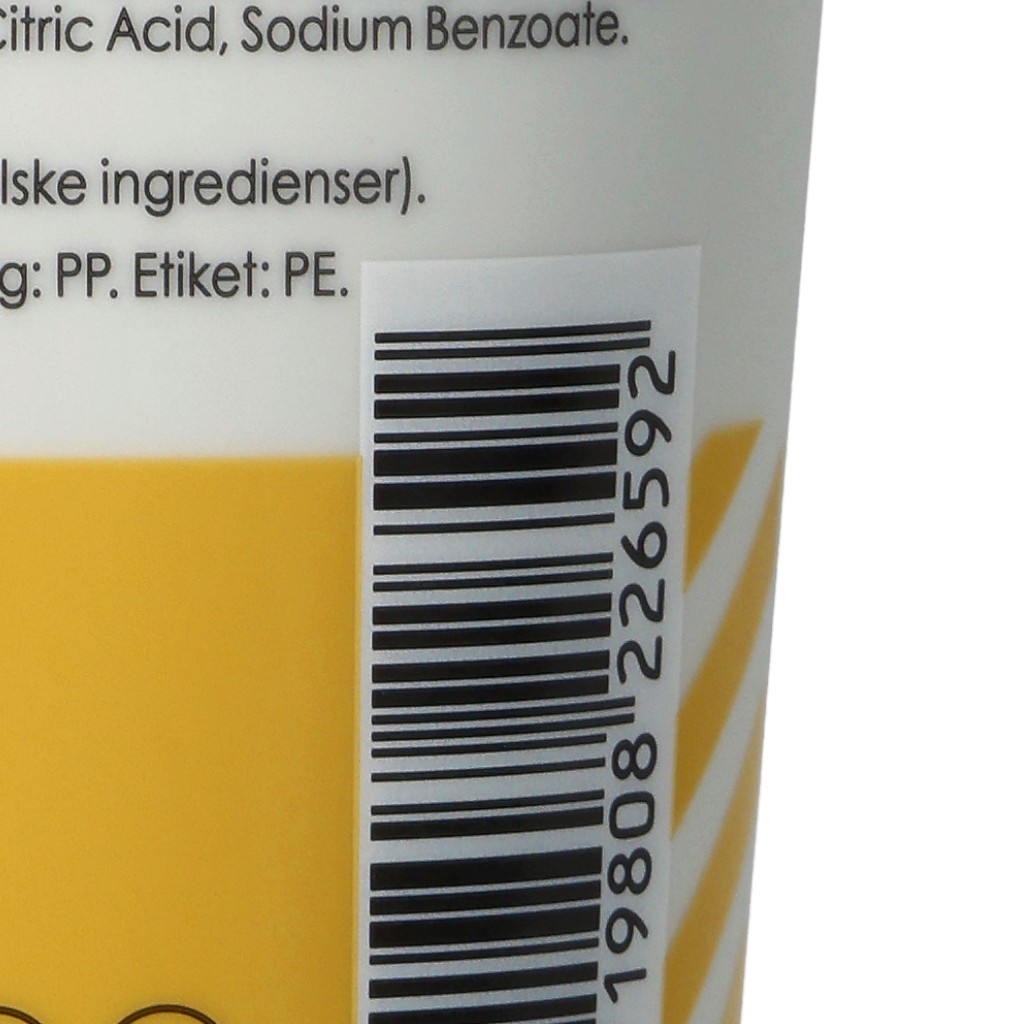 Citric Acid, Sodium Benzoate.
lske ingredienser).
g: PP. Etiket: PE.
19808 226592